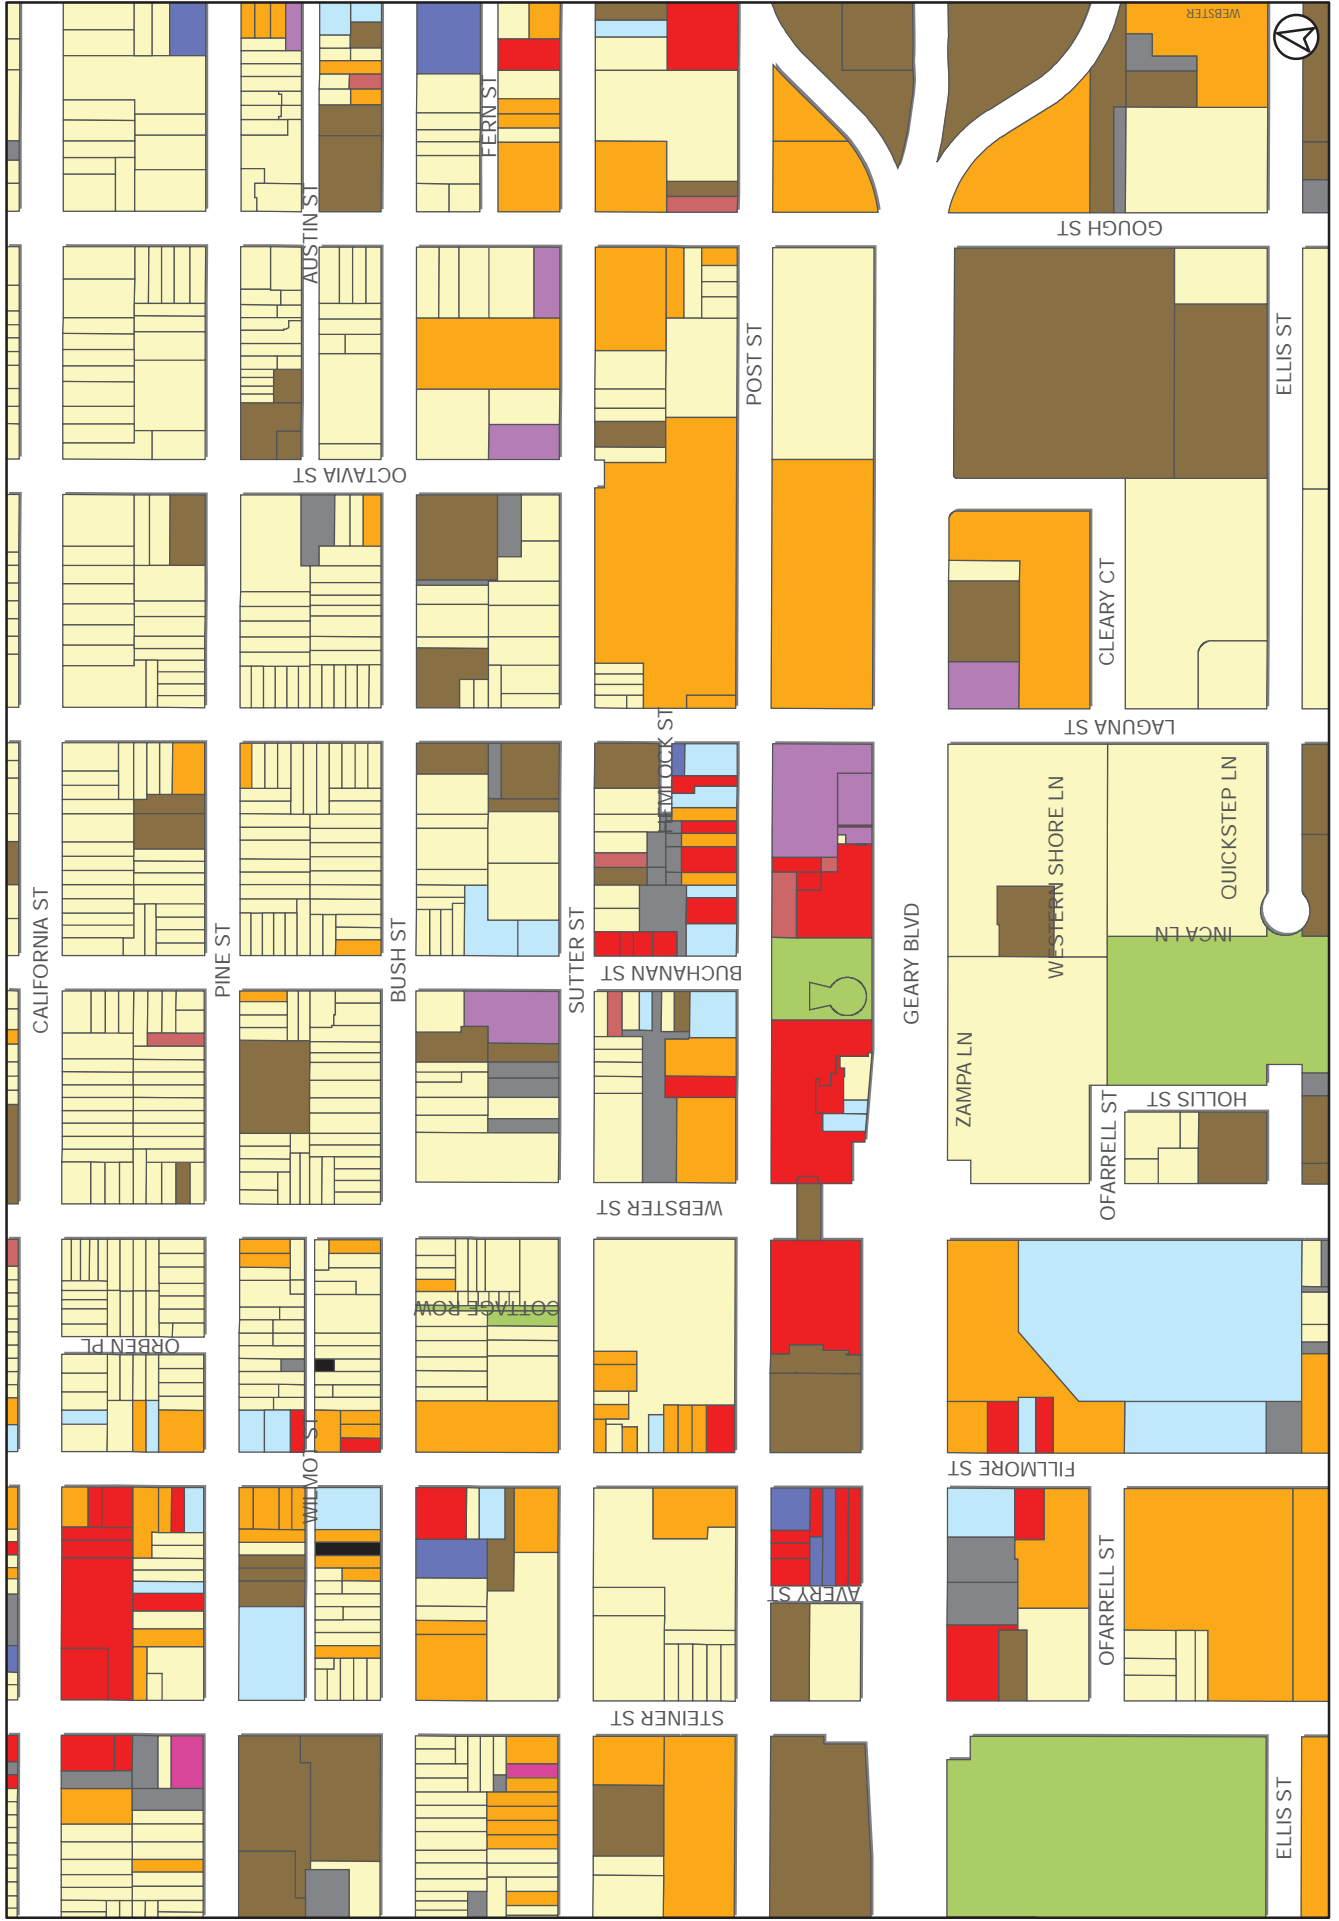 WEBSTER
FERN ST
AUSTIN ST
GOUGH ST
POST ST
ELLIS ST
OCTAVIA ST
CLEARY CT
LAGUNA ST
HEMLOCK ST
WESTERN SHORE LN
QUICKSTEP LN
CALIFORNIA ST
PINE ST
BUSH ST
SUTTER ST
GEARY BLVD
INCA LN
BUCHANAN ST
ZAMPA LN
HOLLIS ST
OFARRELL ST
WEBSTER ST
COTTAGE ROW
ORBEN PL
WILMOT ST
FILLMORE ST
AVERY ST
OFARRELL ST
STEINER ST
ELLIS ST